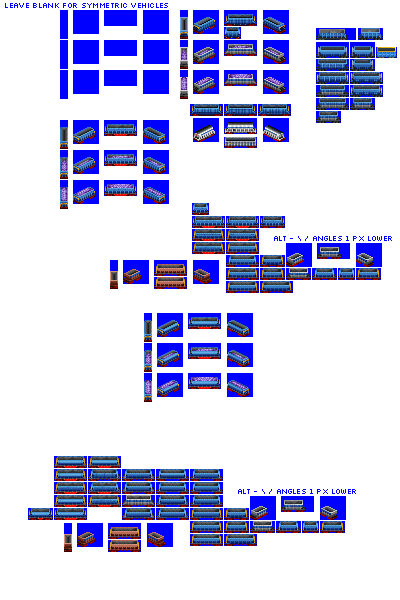 LEAVE BLANK FOR SYMMETRIC VEHICLES
ALT - \ / ANGLES 1 PX LOWER
ALT - \ / ANGLES 1 PX LOWER